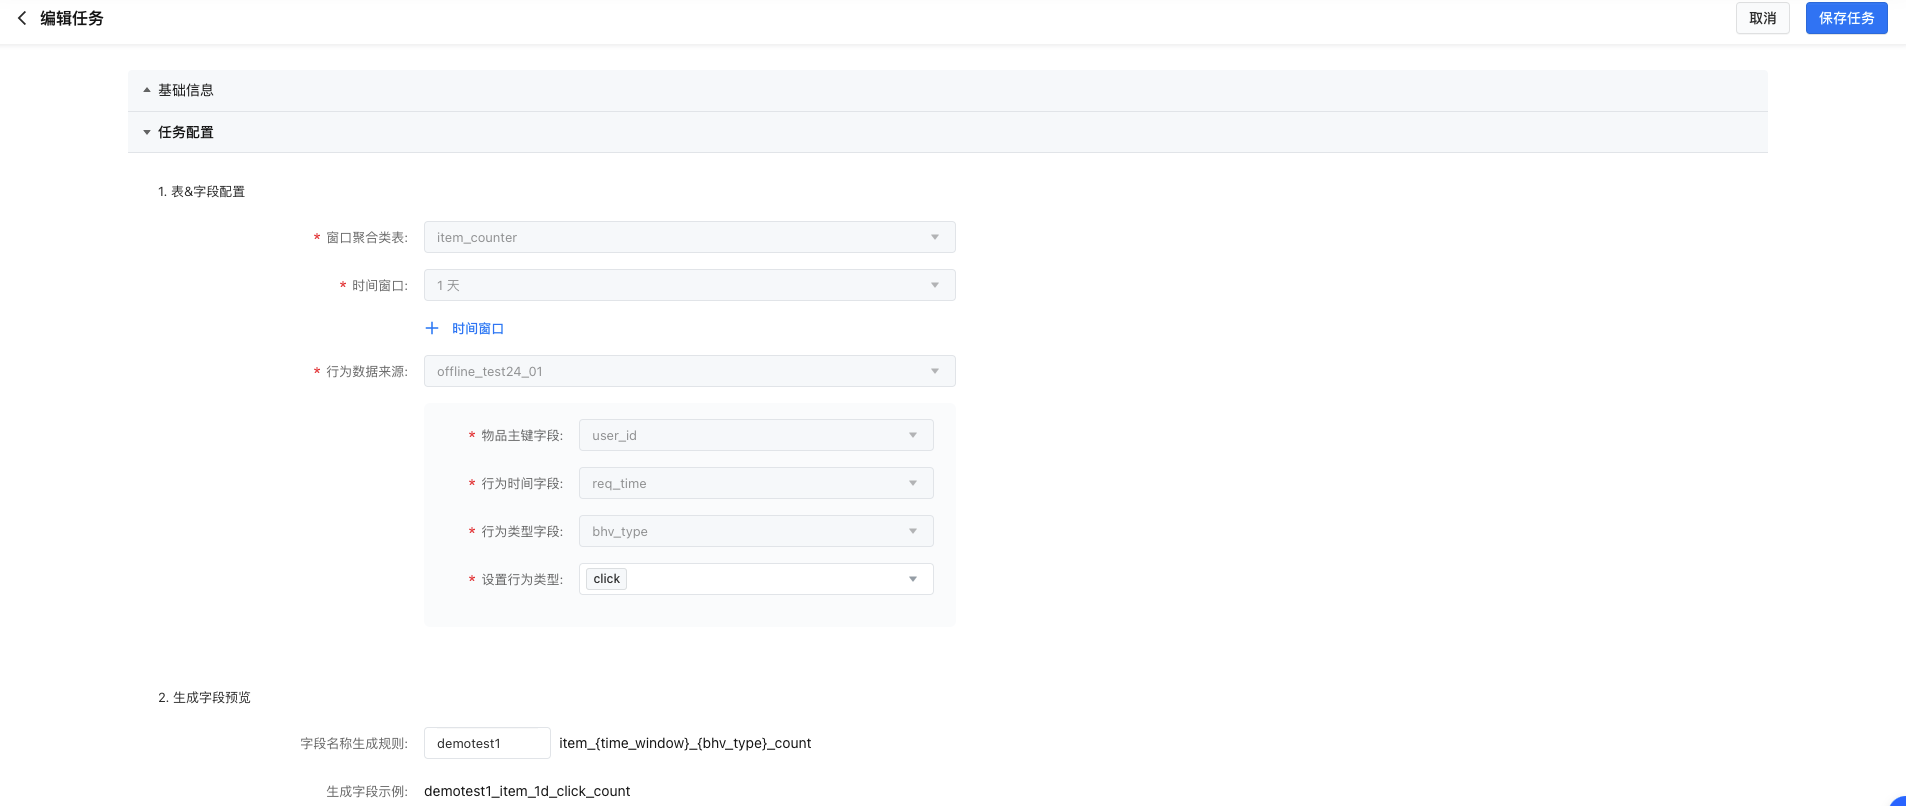 编辑任务
取消
保存任务
基础信息
任务配置
1. 表&字段配置
* 窗口聚合类表: item_counter
* 时间窗口: 1 天
+ 时间窗口
* 行为数据来源: offline_test24_01
* 物品主键字段: user_id
* 行为时间字段: req_time
* 行为类型字段: bhv_type
* 设置行为类型: click
2. 生成字段预览
字段名称生成规则: demotest1 item_{time_window}_{bhv_type}_count
生成字段示例: demotest1_item_1d_click_count